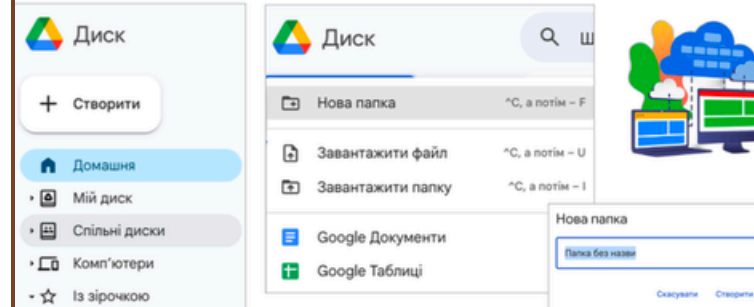 Диск
+ Створити
Домашня
Мій диск
Спільні диски
Комп'ютери
Із зірочкою
Диск
Нова папка ^C, а потім – F
Завантажити файл ^C, а потім – U
Завантажити папку ^C, а потім – I
Google Документи
Google Таблиці
Нова папка
Папка без назви
Скасувати Створити